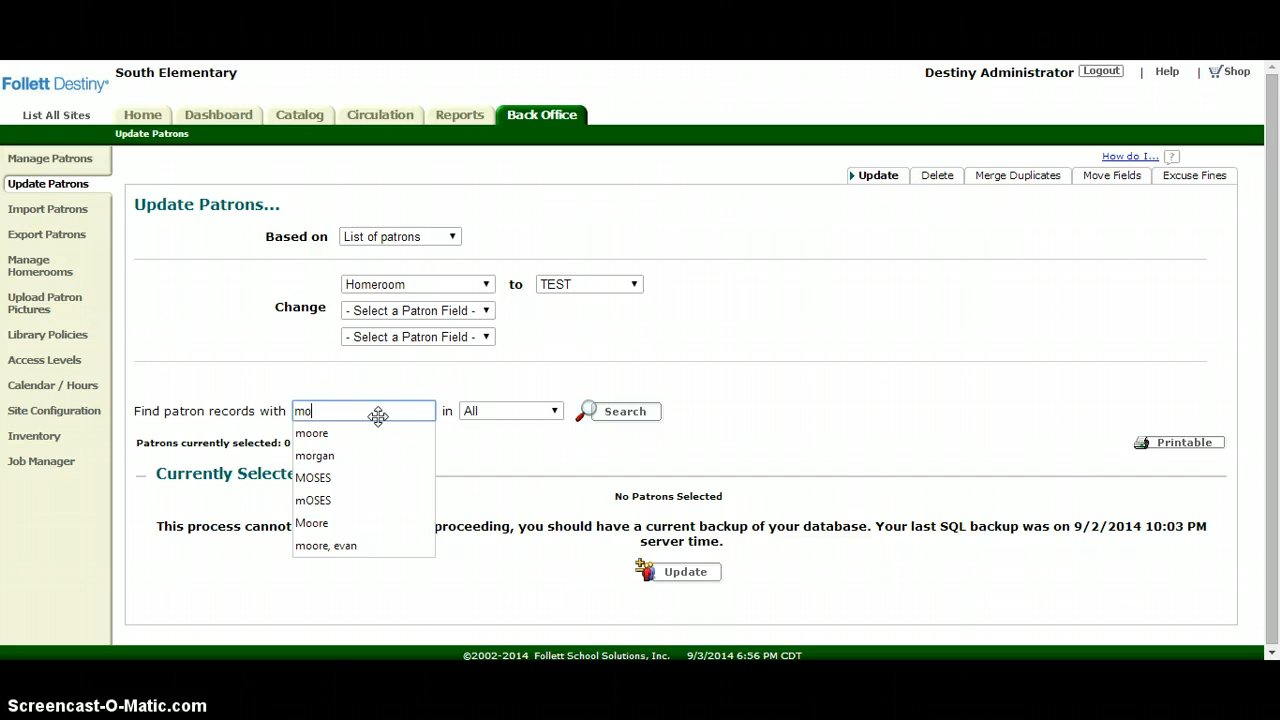 Follett Destiny®
South Elementary
Destiny Administrator Logout | Help | Shop
List All Sites Home Dashboard Catalog Circulation Reports Back Office
Update Patrons
Manage Patrons
Update Patrons
Import Patrons
Export Patrons
Manage
Homerooms
Upload Patron
Pictures
Library Policies
Access Levels
Calendar / Hours
Site Configuration
Inventory
Job Manager
How do I... ?
Update Delete Merge Duplicates Move Fields Excuse Fines
Update Patrons...
Based on List of patrons
Change
Homeroom to TEST
- Select a Patron Field -
- Select a Patron Field -
Find patron records with mo in All Search
moore
morgan
MOSES
mOSES
Moore
moore, evan
Patrons currently selected: 0
Printable
Currently Selecte
No Patrons Selected
This process cannot proceeding, you should have a current backup of your database. Your last SQL backup was on 9/2/2014 10:03 PM
server time.
Update
©2002-2014 Follett School Solutions, Inc. 9/3/2014 6:56 PM CDT
Screencast-O-Matic.com